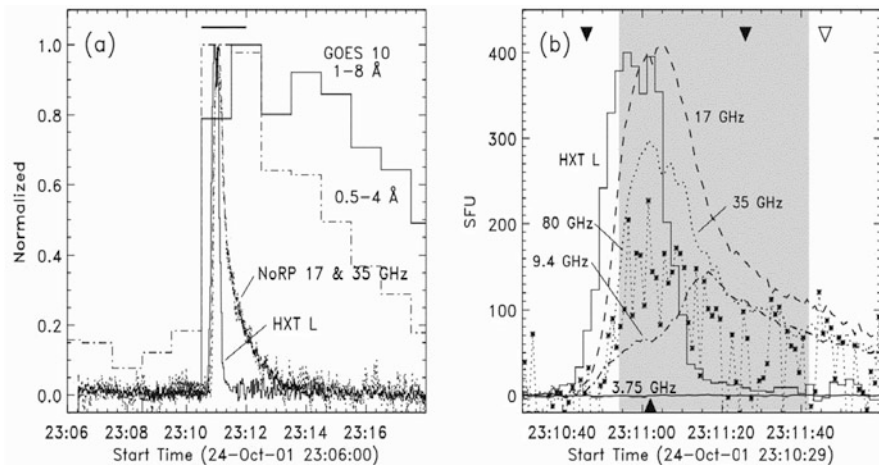 (a)
GOES 10
1-8 Å
0.5-4 Å
NoRP 17 & 35 GHz
HXT L
Normalized
1.0
0.8
0.6
0.4
0.2
0.0
23:06 23:08 23:10 23:12 23:14 23:16
Start Time (24-Oct-01 23:06:00)
(b)
17 GHz
HXT L
35 GHz
80 GHz
9.4 GHz
3.75 GHz
SFU
400
300
200
100
0
23:10:40 23:11:00 23:11:20 23:11:40
Start Time (24-Oct-01 23:10:29)